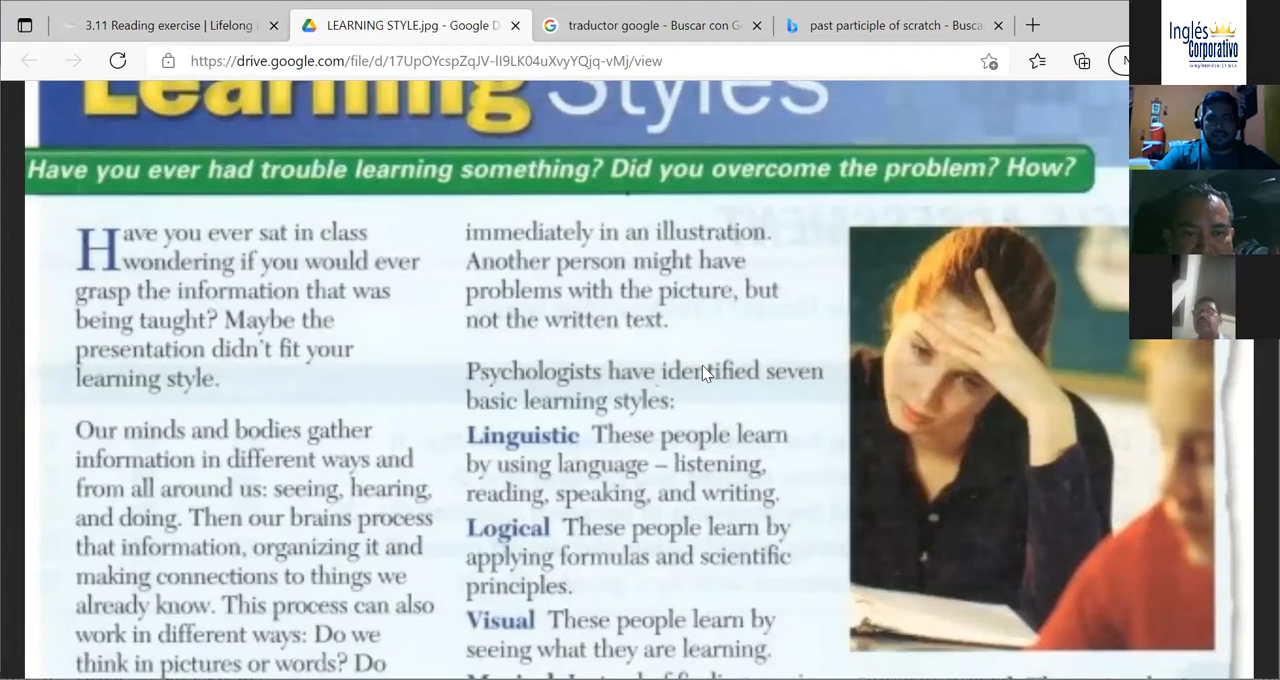 3.11 Reading exercise | Lifelong
LEARNING STYLE.jpg - Google D
traductor google - Buscar con G
past participle of scratch - Busca
https://drive.google.com/file/d/17UpOYcspZqJV-lI9LK04uXvyYQjq-vMj/view
Inglés
Corporativo
Learning Styles
Have you ever had trouble learning something? Did you overcome the problem? How?
Have you ever sat in class
wondering if you would ever
grasp the information that was
being taught? Maybe the
presentation didn't fit your
learning style.
Our minds and bodies gather
information in different ways and
from all around us: seeing, hearing,
and doing. Then our brains process
that information, organizing it and
making connections to things we
already know. This process can also
work in different ways: Do we
think in pictures or words? Do
immediately in an illustration.
Another person might have
problems with the picture, but
not the written text.
Psychologists have identified seven
basic learning styles:
Linguistic These people learn
by using language – listening,
reading, speaking, and writing.
Logical These people learn by
applying formulas and scientific
principles.
Visual These people learn by
seeing what they are learning.